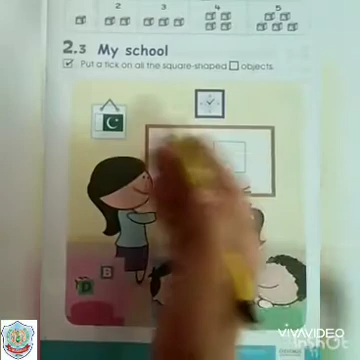 2 3 4 5
2.3 My school
Put a tick on all the square-shaped objects.
B
D
VIVAVIDEO